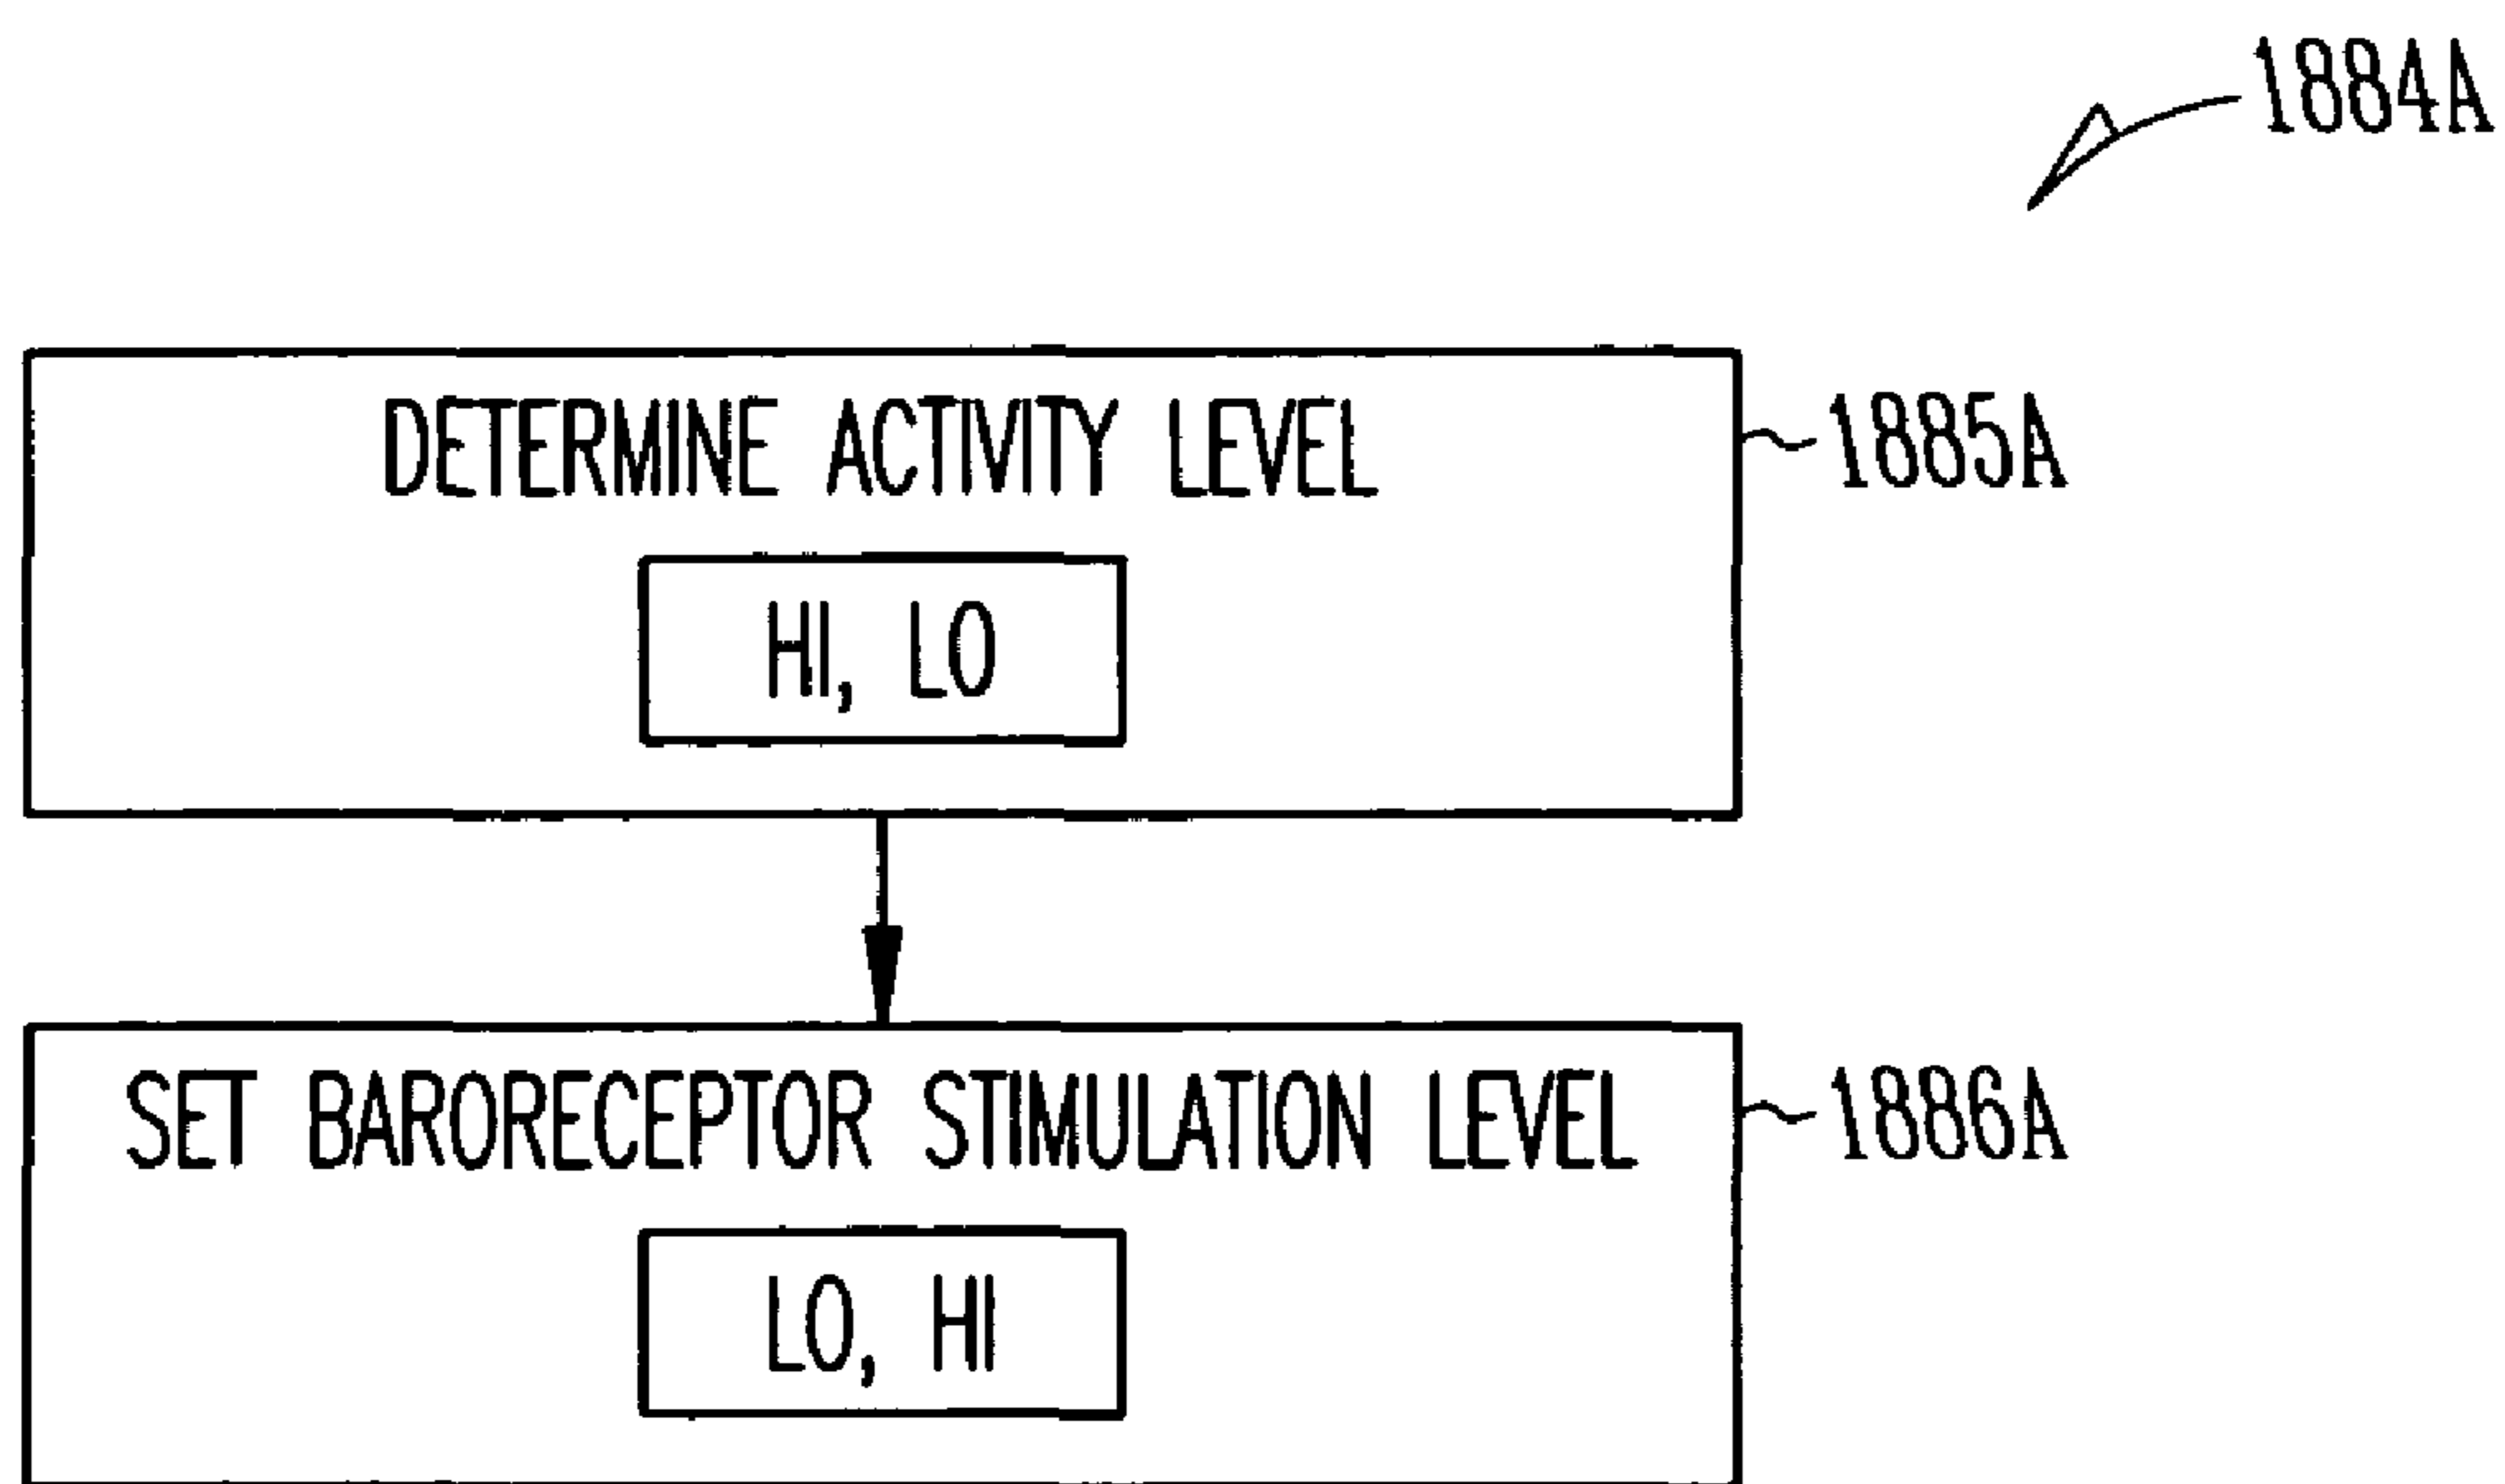 1884A
DETERMINE ACTIVITY LEVEL
1885A
HI, LO
SET BARORECEPTOR STIMULATION LEVEL
1886A
LO, HI